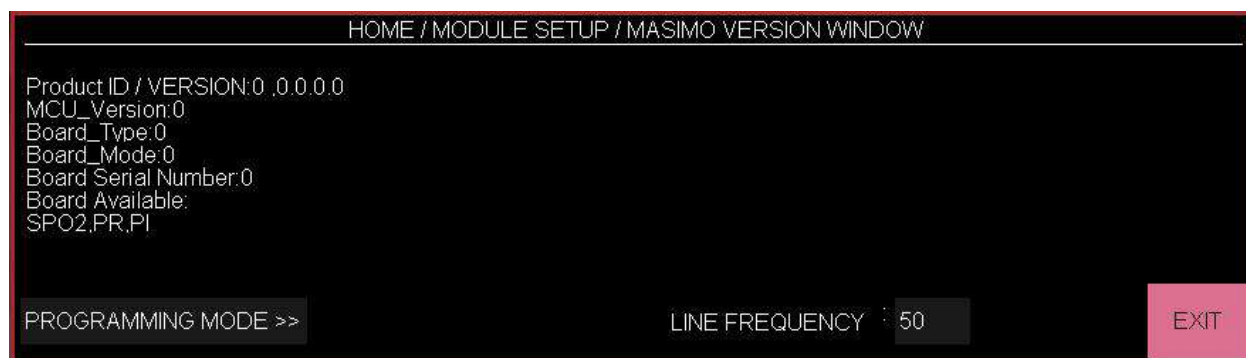 HOME / MODULE SETUP / MASIMO VERSION WINDOW
Product ID / VERSION:0 ,0.0.0.0
MCU_Version:0
Board_Type:0
Board_Mode:0
Board Serial Number:0
Board Available:
SPO2,PR,PI
PROGRAMMING MODE >> LINE FREQUENCY : 50 EXIT